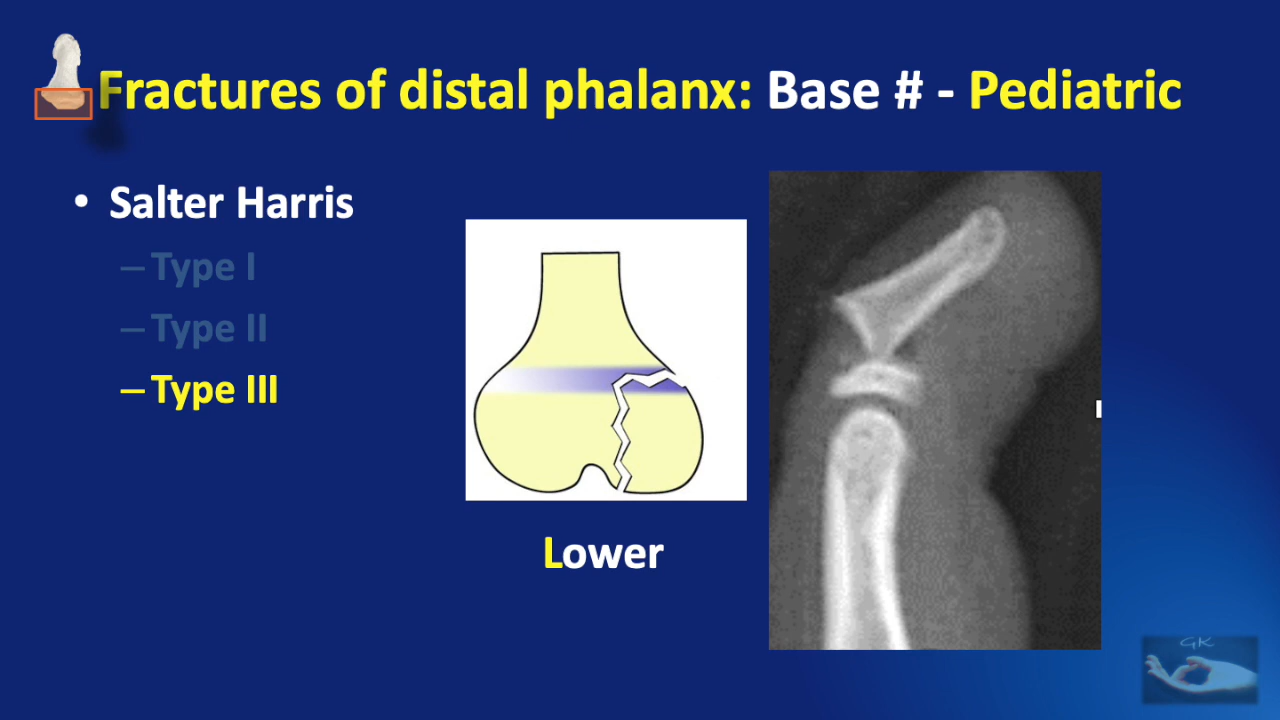 Fractures of distal phalanx: Base # - Pediatric
• Salter Harris
– Type I
– Type II
– Type III
Lower
GK